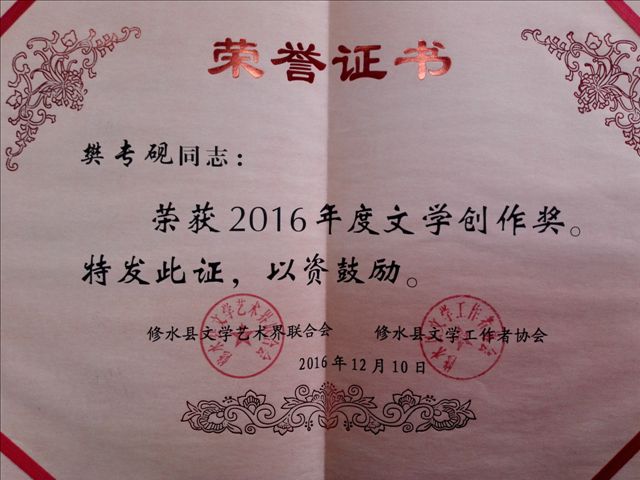 荣誉证书
樊专砚同志：
荣获2016年度文学创作奖。
特发此证，以资鼓励。
修水县文学艺术界联合会 修水县文学工作者协会
2016年12月10日